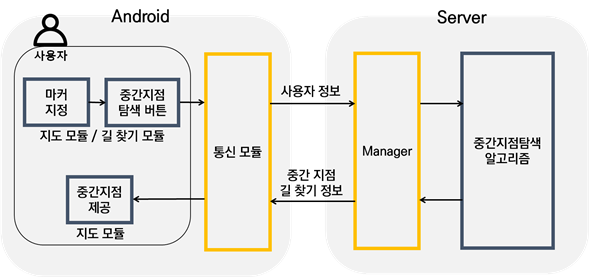 Android
Server
사용자
마커
지정
중간지점
탐색 버튼
지도 모듈 / 길 찾기 모듈
중간지점
제공
지도 모듈
통신 모듈
사용자 정보
중간 지점
길 찾기 정보
Manager
중간지점탐색
알고리즘